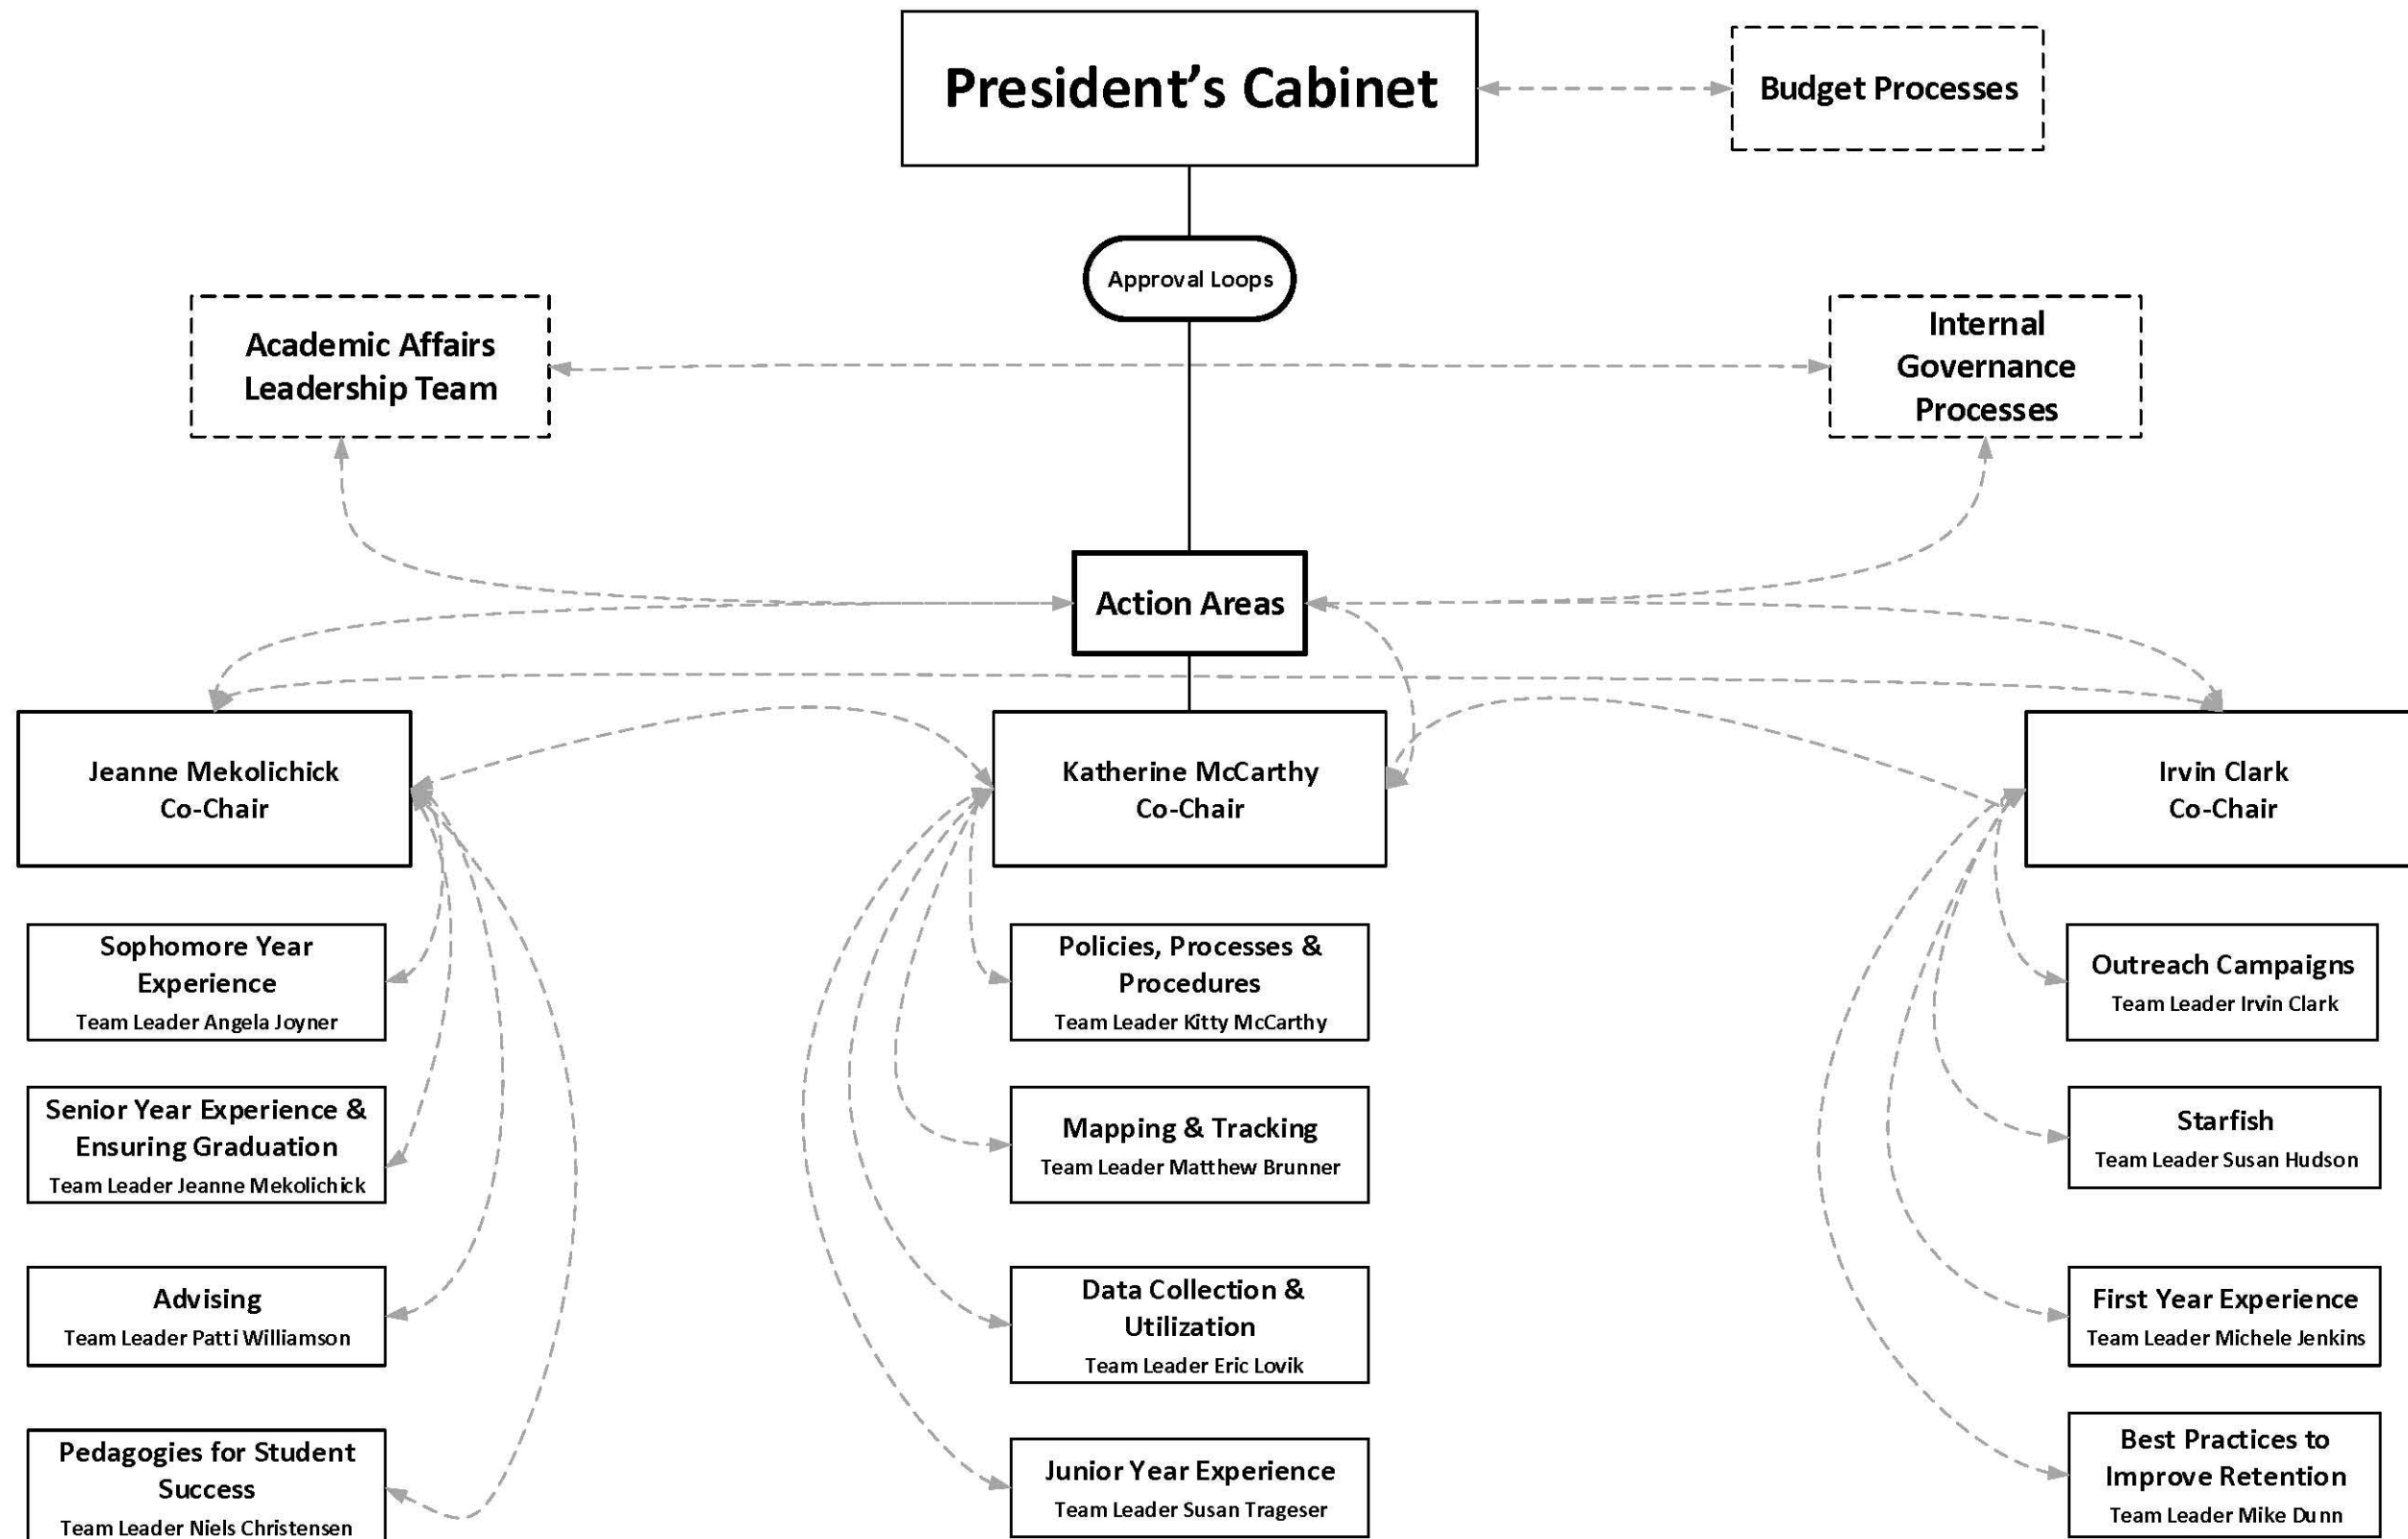 President's Cabinet
Budget Processes
Approval Loops
Academic Affairs
Leadership Team
Internal
Governance
Processes
Action Areas
Jeanne Mekolichick
Co-Chair
Katherine McCarthy
Co-Chair
Irvin Clark
Co-Chair
Sophomore Year
Experience
Team Leader Angela Joyner
Senior Year Experience &
Ensuring Graduation
Team Leader Jeanne Mekolichick
Advising
Team Leader Patti Williamson
Pedagogies for Student
Success
Team Leader Niels Christensen
Policies, Processes &
Procedures
Team Leader Kitty McCarthy
Mapping & Tracking
Team Leader Matthew Brunner
Data Collection &
Utilization
Team Leader Eric Lovik
Junior Year Experience
Team Leader Susan Trageser
Outreach Campaigns
Team Leader Irvin Clark
Starfish
Team Leader Susan Hudson
First Year Experience
Team Leader Michele Jenkins
Best Practices to
Improve Retention
Team Leader Mike Dunn